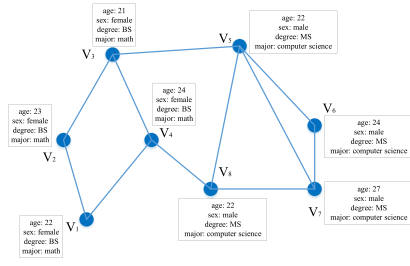 age: 21
sex: female
degree: BS
major: math
V3
age: 22
sex: male
degree: MS
major: computer science
V5
age: 24
sex: female
degree: BS
major: math
V4
age: 23
sex: female
degree: BS
major: math
V2
V6
age: 24
sex: male
degree: MS
major: computer science
V8
age: 22
sex: male
degree: MS
major: computer science
age: 27
sex: male
degree: MS
major: computer science
V7
age: 22
sex: female
degree: BS
major: math
V1